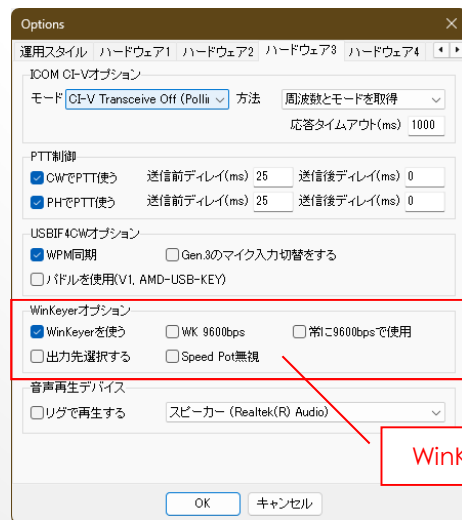 Options
運用スタイル ハードウェア1 ハードウェア2 ハードウェア3 ハードウェア4
ICOM CI-Vオプション
モード CI-V Transceive Off (Pollin 方法 周波数とモードを取得
応答タイムアウト(ms) 1000
PTT制御
CWでPTT使う 送信前ディレイ(ms) 25 送信後ディレイ(ms) 0
PHでPTT使う 送信前ディレイ(ms) 25 送信後ディレイ(ms) 0
USBIF4CWオプション
WPM同期 Gen.3のマイク入力切替をする
パドルを使用(V1, AMD-USB-KEY)
WinKeyerオプション
WinKeyerを使う WK 9600bps 常に9600bpsで使用
出力先選択する Speed Pot無視
音声再生デバイス
リグで再生する スピーカー (Realtek(R) Audio)
WinK
OK キャンセル